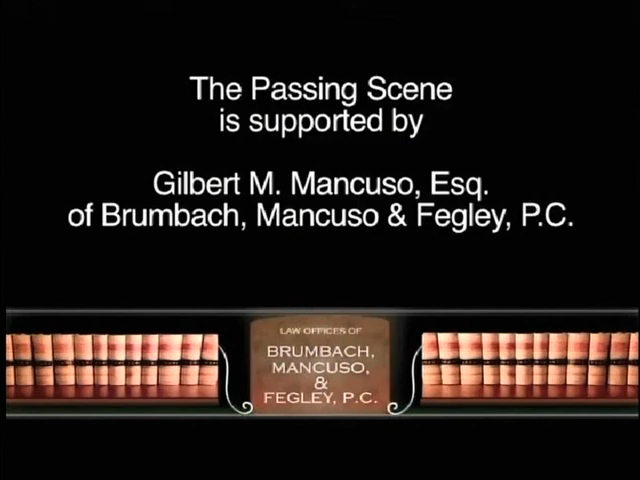 The Passing Scene
is supported by
Gilbert M. Mancuso, Esq.
of Brumbach, Mancuso & Fegley, P.C.
LAW OFFICES OF
BRUMBACH,
MANCUSO,
&
FEGLEY, P.C.